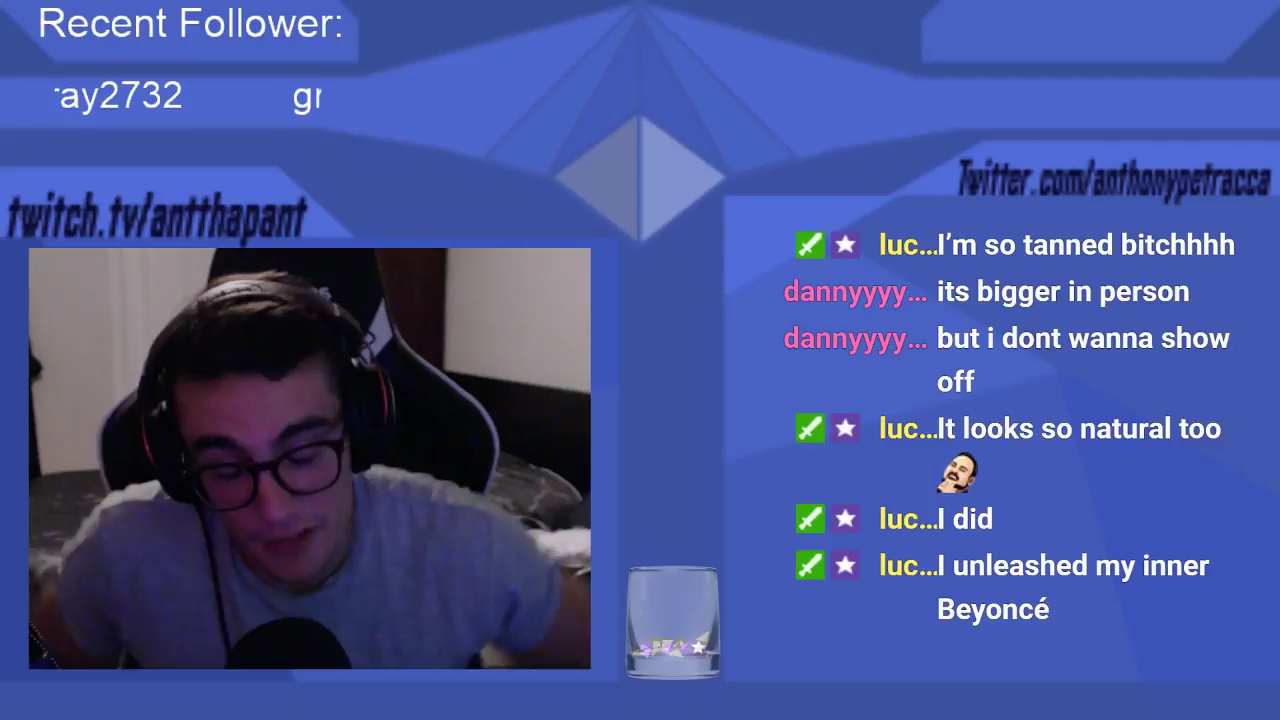 Recent Follower:
ay2732 gr
twitch.tv/antthapant
Twitter.com/anthonypetracca
luc… I’m so tanned bitchhhh
dannyyyy… its bigger in person
dannyyyy… but i dont wanna show
off
luc… It looks so natural too
luc… I did
luc… I unleashed my inner
Beyoncé